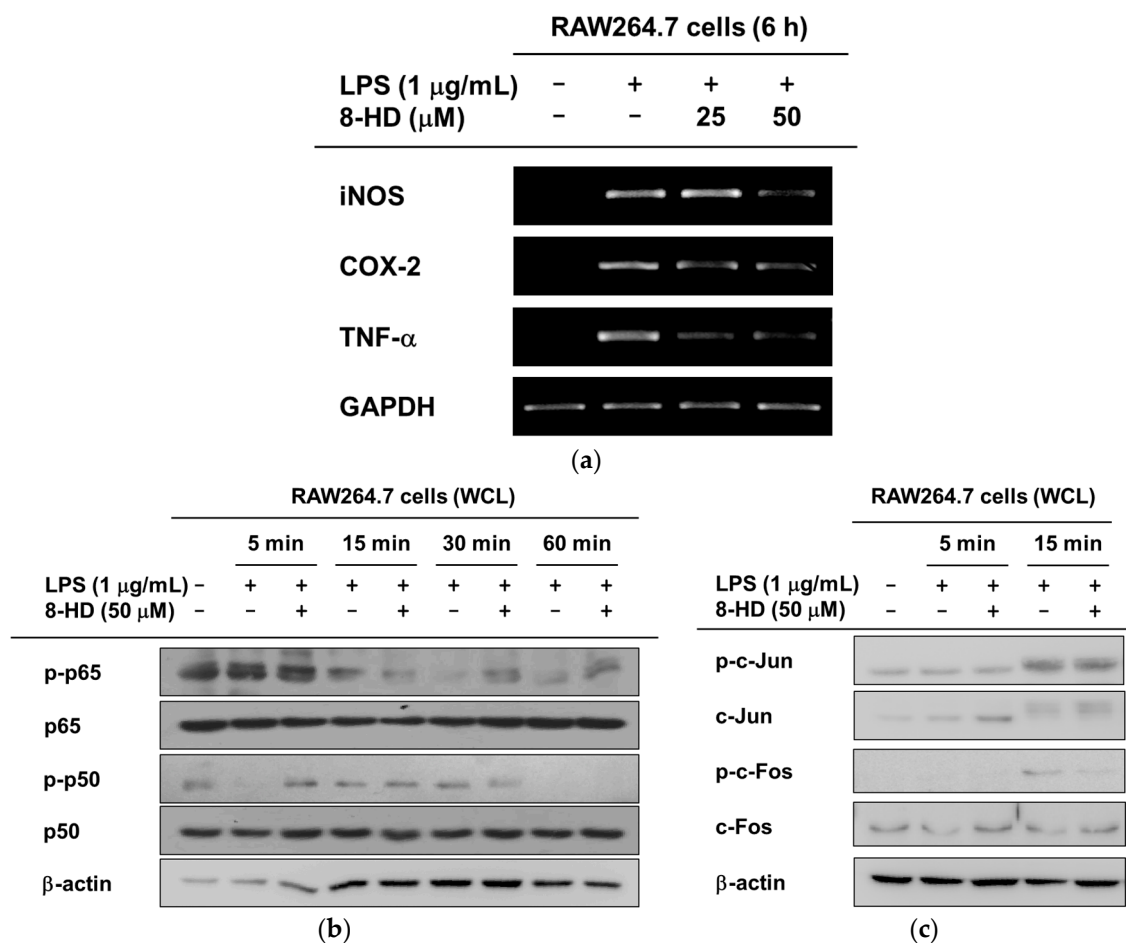 RAW264.7 cells (6 h)
LPS (1 μg/mL) – + + +
8-HD (μM) – – 25 50
iNOS
COX-2
TNF-α
GAPDH
(a)
RAW264.7 cells (WCL)
5 min 15 min 30 min 60 min
LPS (1 μg/mL) – + + + + + + + +
8-HD (50 μM) – – + – + – + – +
p-p65
p65
p-p50
p50
β-actin
(b)
RAW264.7 cells (WCL)
5 min 15 min
LPS (1 μg/mL) – + + + +
8-HD (50 μM) – – + – +
p-c-Jun
c-Jun
p-c-Fos
c-Fos
β-actin
(c)